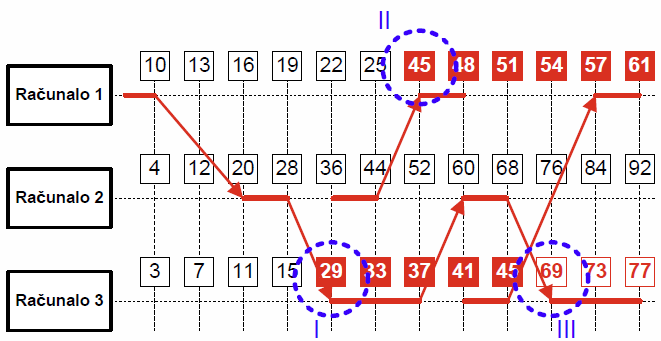 II
10 13 16 19 22 25 45 48 51 54 57 61
Računalo 1
4 12 20 28 36 44 52 60 68 76 84 92
Računalo 2
3 7 11 15 29 33 37 41 45 69 73 77
Računalo 3
I III